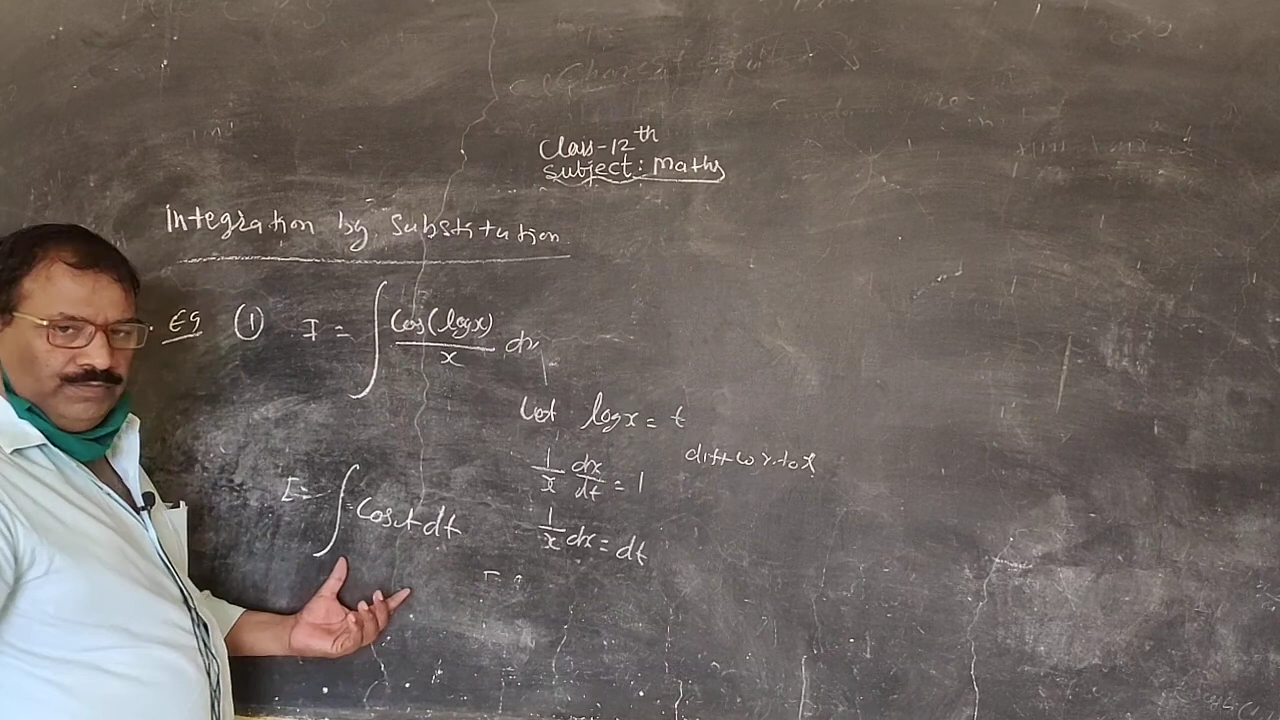 Class-12th
Subject: Maths
Integration by Substitution
Eg (1) I = ∫ Cos(logx)/x dx
Let logx = t
diff w.r.to x
1/x dx/dt = 1
I = ∫ Cost dt
1/x dx = dt